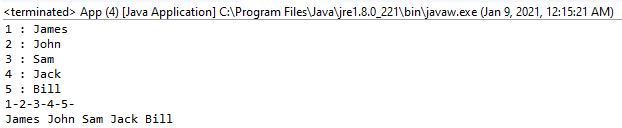 <terminated> App (4) [Java Application] C:\Program Files\Java\jre1.8.0_221\bin\javaw.exe (Jan 9, 2021, 12:15:21 AM)
1 : James
2 : John
3 : Sam
4 : Jack
5 : Bill
1-2-3-4-5-
James John Sam Jack Bill